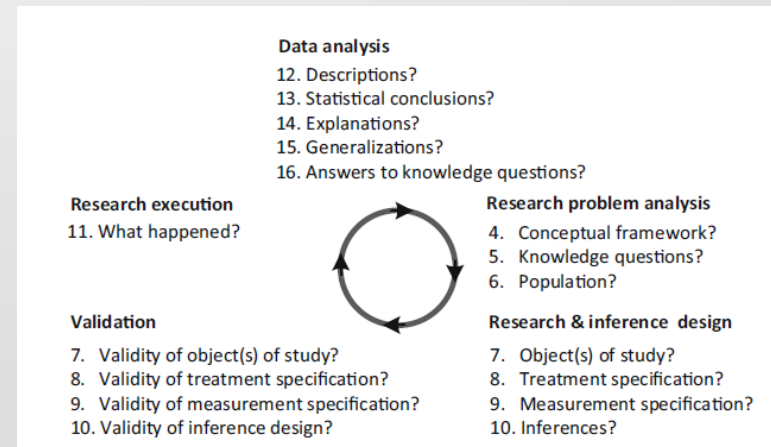 Data analysis
12. Descriptions?
13. Statistical conclusions?
14. Explanations?
15. Generalizations?
16. Answers to knowledge questions?
Research execution
11. What happened?
Research problem analysis
4. Conceptual framework?
5. Knowledge questions?
6. Population?
Validation
7. Validity of object(s) of study?
8. Validity of treatment specification?
9. Validity of measurement specification?
10. Validity of inference design?
Research & inference design
7. Object(s) of study?
8. Treatment specification?
9. Measurement specification?
10. Inferences?